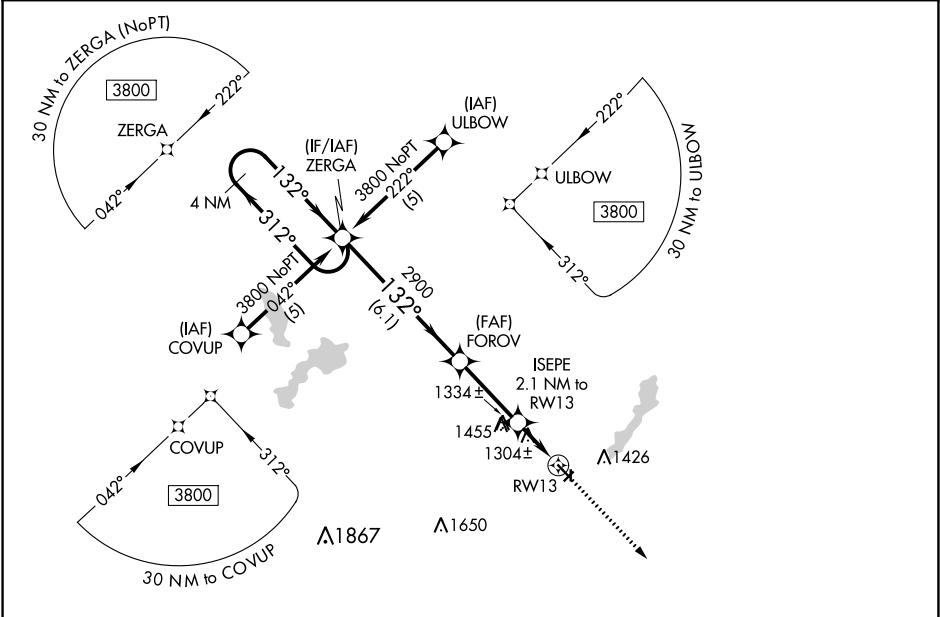 30 NM to ZERGA (NoPT)
3800
222°
ZERGA
042°
(IAF)
ULBOW
(IF/IAF)
ZERGA
3800 NoPT
222°
(5)
132°
4 NM
312°
3800 NoPT
042°
(5)
(IAF)
COVUP
2900
132°
(6.1)
(FAF)
FOROV
ISEPE
2.1 NM to
RW13
1334±
1455
1304±
RW13
1426
1867
1650
222°
ULBOW
3800
312°
30 NM to ULBOW
COVUP
042°
312°
3800
30 NM to COVUP